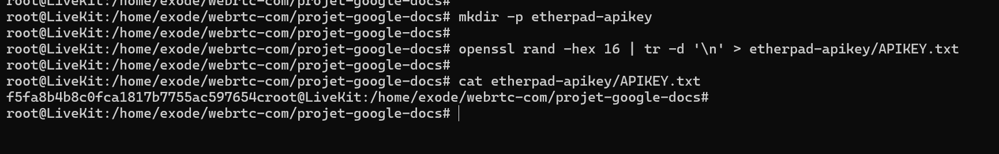 root@LiveKit:/home/exode/webrtc-com/projet-google-docs#
root@LiveKit:/home/exode/webrtc-com/projet-google-docs# mkdir -p etherpad-apikey
root@LiveKit:/home/exode/webrtc-com/projet-google-docs#
root@LiveKit:/home/exode/webrtc-com/projet-google-docs# openssl rand -hex 16 | tr -d '\n' > etherpad-apikey/APIKEY.txt
root@LiveKit:/home/exode/webrtc-com/projet-google-docs#
root@LiveKit:/home/exode/webrtc-com/projet-google-docs# cat etherpad-apikey/APIKEY.txt
f5fa8b4b8c0fca1817b7755ac597654croot@LiveKit:/home/exode/webrtc-com/projet-google-docs#
root@LiveKit:/home/exode/webrtc-com/projet-google-docs#